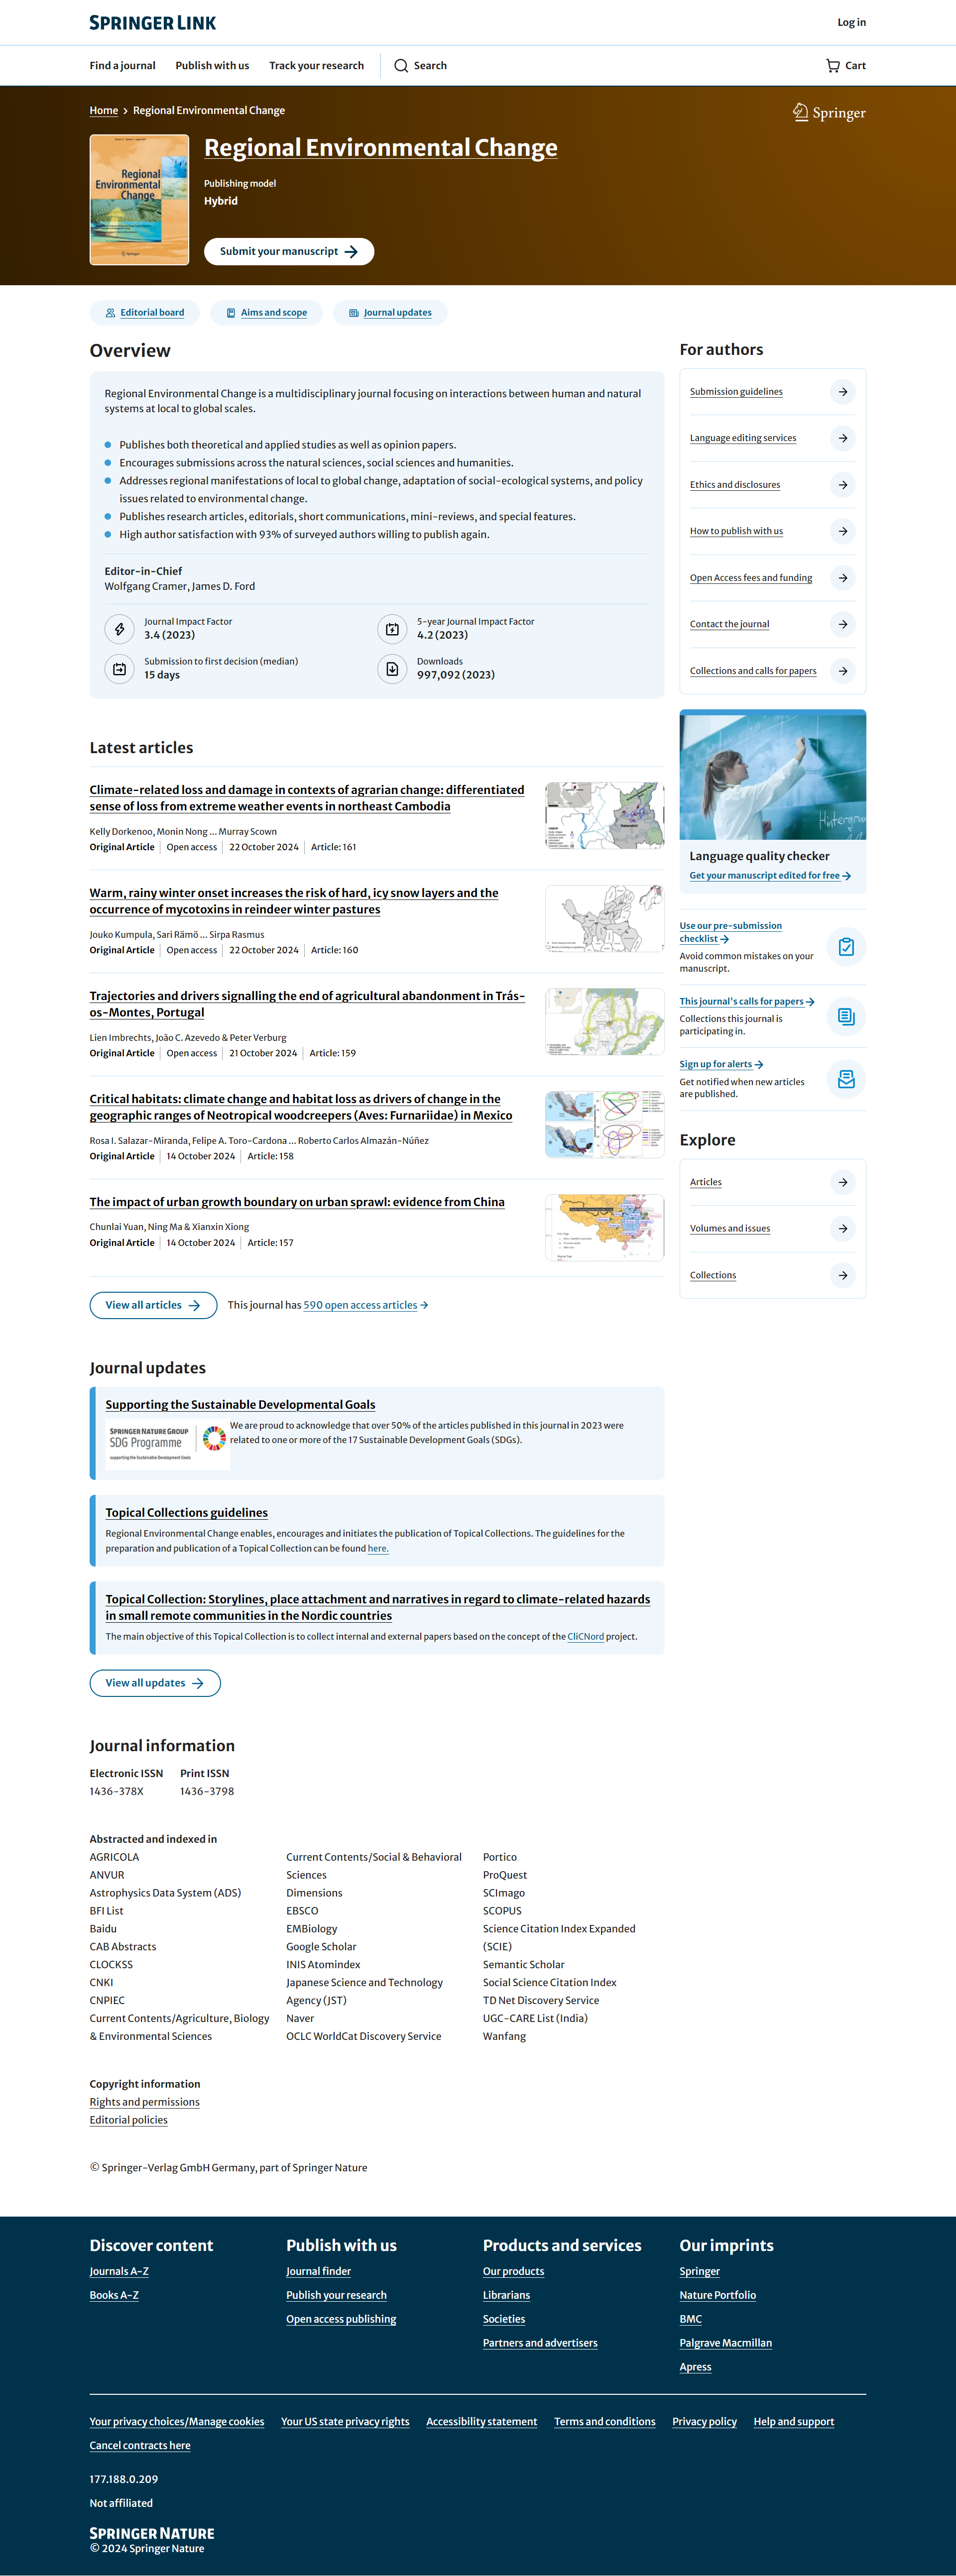 SPRINGER LINK
Log in
Find a journal
Publish with us
Track your research
Search
Cart
Home
Regional Environmental Change
Springer
Regional
Environmental
Change
Springer
Regional Environmental Change
Publishing model
Hybrid
Submit your manuscript
Editorial board
Aims and scope
Journal updates
Overview
Regional Environmental Change is a multidisciplinary journal focusing on interactions between human and natural
systems at local to global scales.
Publishes both theoretical and applied studies as well as opinion papers.
Encourages submissions across the natural sciences, social sciences and humanities.
Addresses regional manifestations of local to global change, adaptation of social-ecological systems, and policy
issues related to environmental change.
Publishes research articles, editorials, short communications, mini-reviews, and special features.
High author satisfaction with 93% of surveyed authors willing to publish again.
Editor-in-Chief
Wolfgang Cramer, James D. Ford
Journal Impact Factor
3.4 (2023)
5-year Journal Impact Factor
4.2 (2023)
Submission to first decision (median)
15 days
Downloads
997,092 (2023)
Latest articles
Climate-related loss and damage in contexts of agrarian change: differentiated
sense of loss from extreme weather events in northeast Cambodia
Kelly Dorkenoo, Monin Nong ... Murray Scown
Original Article
Open access
22 October 2024
Article: 161
Warm, rainy winter onset increases the risk of hard, icy snow layers and the
occurrence of mycotoxins in reindeer winter pastures
Jouko Kumpula, Sari Rämö ... Sirpa Rasmus
Original Article
Open access
22 October 2024
Article: 160
Trajectories and drivers signalling the end of agricultural abandonment in Trás-
os-Montes, Portugal
Lien Imbrechts, João C. Azevedo & Peter Verburg
Original Article
Open access
21 October 2024
Article: 159
Critical habitats: climate change and habitat loss as drivers of change in the
geographic ranges of Neotropical woodcreepers (Aves: Furnariidae) in Mexico
Rosa I. Salazar-Miranda, Felipe A. Toro-Cardona ... Roberto Carlos Almazán-Núñez
Original Article
14 October 2024
Article: 158
The impact of urban growth boundary on urban sprawl: evidence from China
Chunlai Yuan, Ning Ma & Xianxin Xiong
Original Article
14 October 2024
Article: 157
View all articles
This journal has 590 open access articles
Journal updates
Supporting the Sustainable Developmental Goals
SPRINGER NATURE GROUP
SDG Programme
supporting the Sustainable Development Goals
We are proud to acknowledge that over 50% of the articles published in this journal in 2023 were
related to one or more of the 17 Sustainable Development Goals (SDGs).
Topical Collections guidelines
Regional Environmental Change enables, encourages and initiates the publication of Topical Collections. The guidelines for the
preparation and publication of a Topical Collection can be found here.
Topical Collection: Storylines, place attachment and narratives in regard to climate-related hazards
in small remote communities in the Nordic countries
The main objective of this Topical Collection is to collect internal and external papers based on the concept of the CliCNord project.
View all updates
For authors
Submission guidelines
Language editing services
Ethics and disclosures
How to publish with us
Open Access fees and funding
Contact the journal
Collections and calls for papers
Language quality checker
Get your manuscript edited for free
Use our pre-submission
checklist
Avoid common mistakes on your
manuscript.
This journal's calls for papers
Collections this journal is
participating in.
Sign up for alerts
Get notified when new articles
are published.
Explore
Articles
Volumes and issues
Collections
Journal information
Electronic ISSN
1436-378X
Print ISSN
1436-3798
Abstracted and indexed in
AGRICOLA
ANVUR
Astrophysics Data System (ADS)
BFI List
Baidu
CAB Abstracts
CLOCKSS
CNKI
CNPIEC
Current Contents/Agriculture, Biology
& Environmental Sciences
Current Contents/Social & Behavioral
Sciences
Dimensions
EBSCO
EMBiology
Google Scholar
INIS Atomindex
Japanese Science and Technology
Agency (JST)
Naver
OCLC WorldCat Discovery Service
Portico
ProQuest
SCImago
SCOPUS
Science Citation Index Expanded
(SCIE)
Semantic Scholar
Social Science Citation Index
TD Net Discovery Service
UGC-CARE List (India)
Wanfang
Copyright information
Rights and permissions
Editorial policies
© Springer-Verlag GmbH Germany, part of Springer Nature
Discover content
Journals A-Z
Books A-Z
Publish with us
Journal finder
Publish your research
Open access publishing
Products and services
Our products
Librarians
Societies
Partners and advertisers
Our imprints
Springer
Nature Portfolio
BMC
Palgrave Macmillan
Apress
Your privacy choices/Manage cookies
Your US state privacy rights
Accessibility statement
Terms and conditions
Privacy policy
Help and support
Cancel contracts here
177.188.0.209
Not affiliated
SPRINGER NATURE
© 2024 Springer Nature